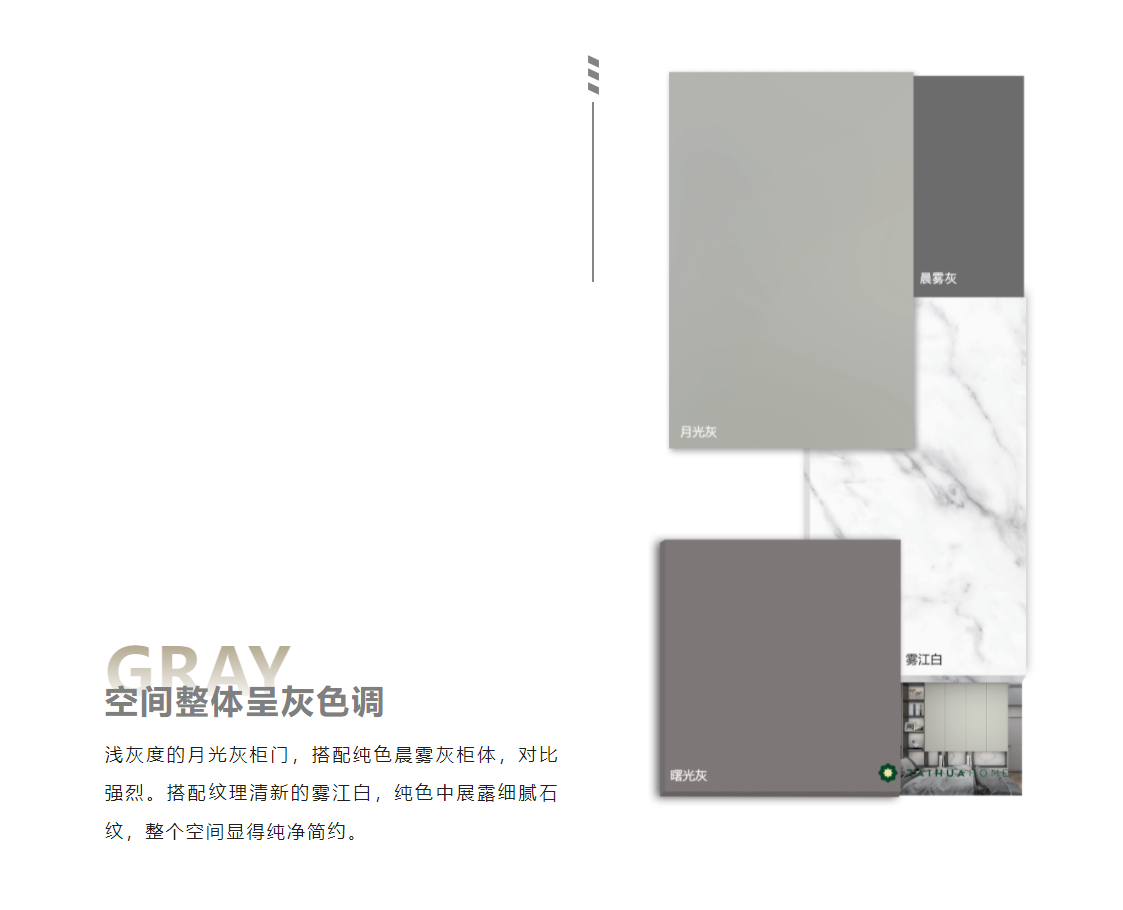 晨雾灰
月光灰
雾江白
曙光灰
GRAY
空间整体呈灰色调
浅灰度的月光灰柜门，搭配纯色晨雾灰柜体，对比
强烈。搭配纹理清新的雾江白，纯色中展露细腻石
纹，整个空间显得纯净简约。